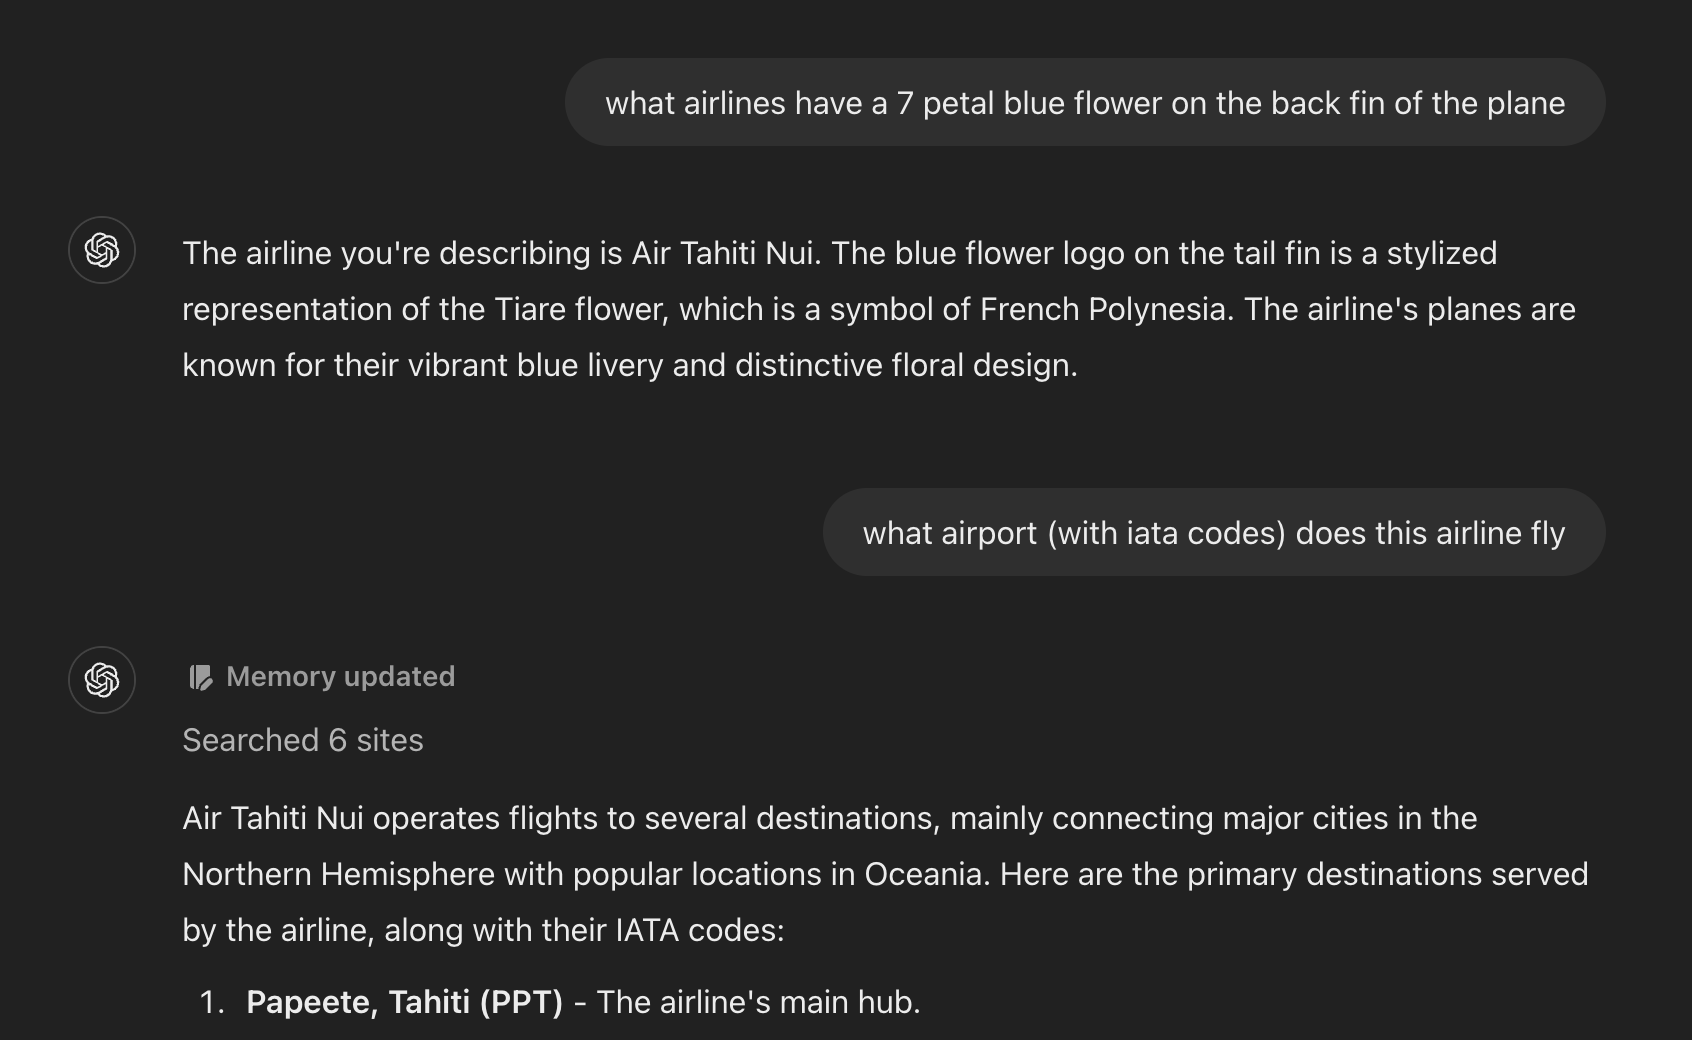 what airlines have a 7 petal blue flower on the back fin of the plane
The airline you're describing is Air Tahiti Nui. The blue flower logo on the tail fin is a stylized
representation of the Tiare flower, which is a symbol of French Polynesia. The airline's planes are
known for their vibrant blue livery and distinctive floral design.
what airport (with iata codes) does this airline fly
Memory updated
Searched 6 sites
Air Tahiti Nui operates flights to several destinations, mainly connecting major cities in the
Northern Hemisphere with popular locations in Oceania. Here are the primary destinations served
by the airline, along with their IATA codes:
1. Papeete, Tahiti (PPT) - The airline's main hub.